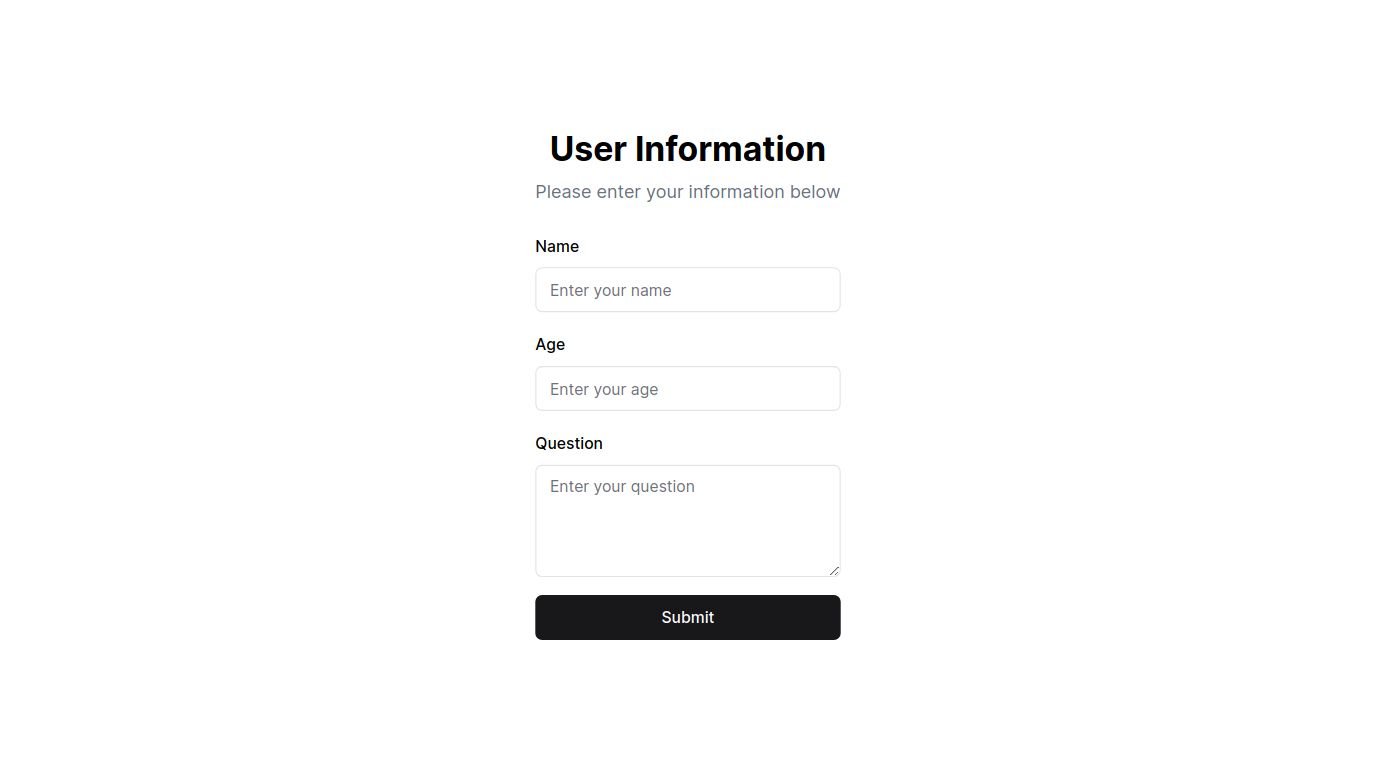 User Information
Please enter your information below
Name
Enter your name
Age
Enter your age
Question
Enter your question
Submit